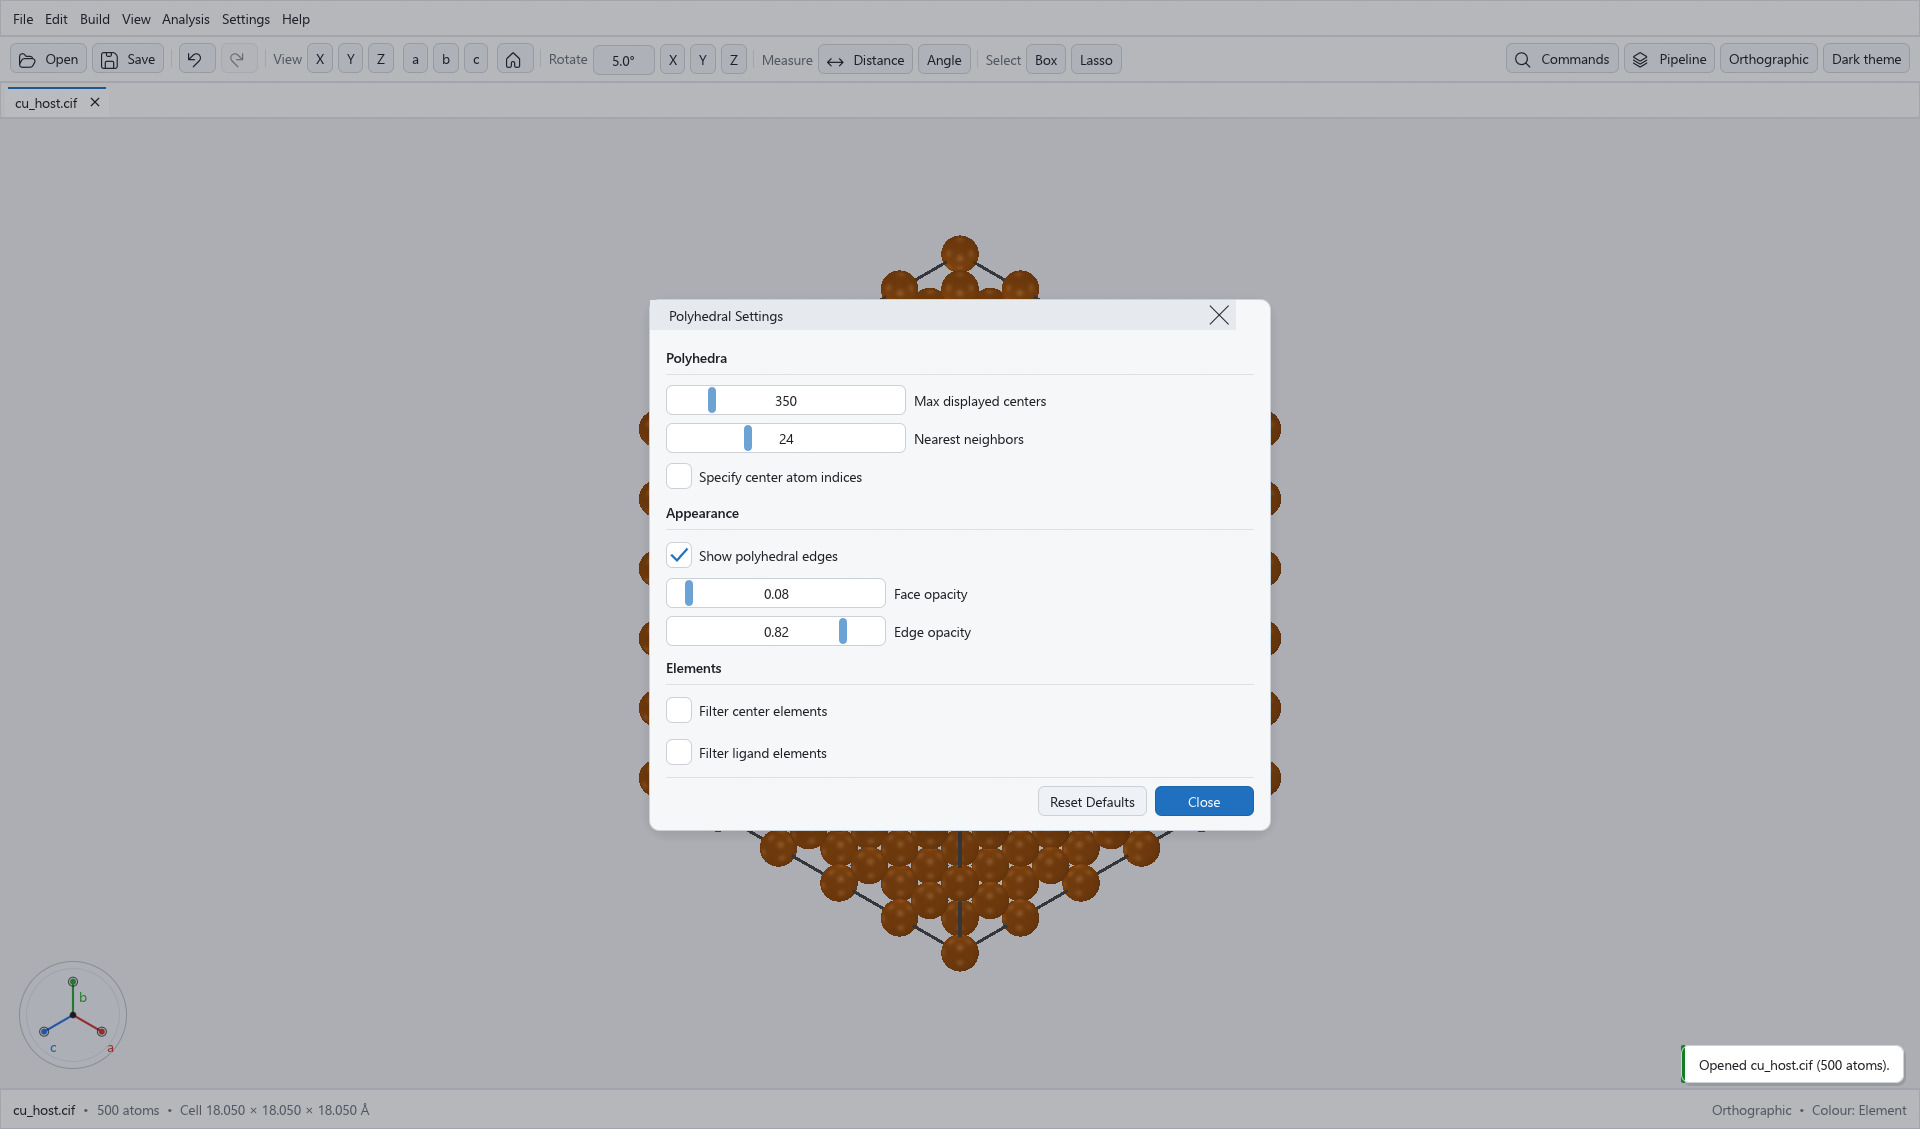 File Edit Build View Analysis Settings Help
Open Save View X Y Z a b c Rotate 5.0° X Y Z Measure Distance Angle Select Box Lasso Commands Pipeline Orthographic Dark theme
cu_host.cif
Polyhedral Settings
Polyhedra
350 Max displayed centers
24 Nearest neighbors
Specify center atom indices
Appearance
Show polyhedral edges
0.08 Face opacity
0.82 Edge opacity
Elements
Filter center elements
Filter ligand elements
Reset Defaults Close
b
c a
Opened cu_host.cif (500 atoms).
cu_host.cif • 500 atoms • Cell 18.050 × 18.050 × 18.050 Å Orthographic • Colour: Element